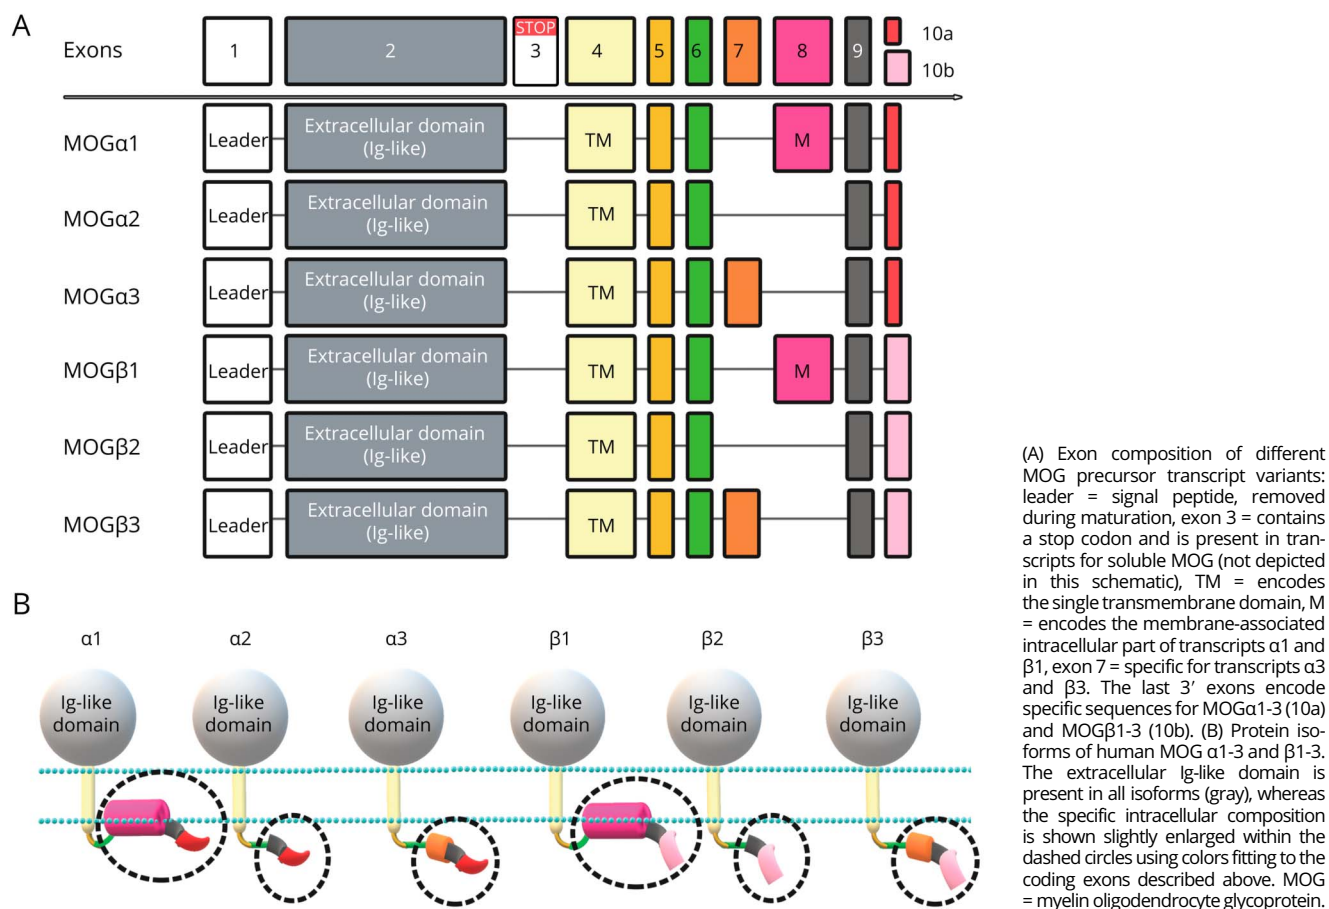 A
Exons
1
2
STOP
3
4
5
6
7
8
9
10a
10b
MOGα1
Leader
Extracellular domain
(Ig-like)
TM
M
MOGα2
Leader
Extracellular domain
(Ig-like)
TM
MOGα3
Leader
Extracellular domain
(Ig-like)
TM
MOGβ1
Leader
Extracellular domain
(Ig-like)
TM
M
MOGβ2
Leader
Extracellular domain
(Ig-like)
TM
MOGβ3
Leader
Extracellular domain
(Ig-like)
TM
B
α1
α2
α3
β1
β2
β3
Ig-like
domain
Ig-like
domain
Ig-like
domain
Ig-like
domain
Ig-like
domain
Ig-like
domain
(A) Exon composition of different
MOG precursor transcript variants:
leader = signal peptide, removed
during maturation, exon 3 = contains
a stop codon and is present in tran-
scripts for soluble MOG (not depicted
in this schematic), TM = encodes
the single transmembrane domain, M
= encodes the membrane-associated
intracellular part of transcripts α1 and
β1, exon 7 = specific for transcripts α3
and β3. The last 3′ exons encode
specific sequences for MOGα1-3 (10a)
and MOGβ1-3 (10b). (B) Protein iso-
forms of human MOG α1-3 and β1-3.
The extracellular Ig-like domain is
present in all isoforms (gray), whereas
the specific intracellular composition
is shown slightly enlarged within the
dashed circles using colors fitting to the
coding exons described above. MOG
= myelin oligodendrocyte glycoprotein.